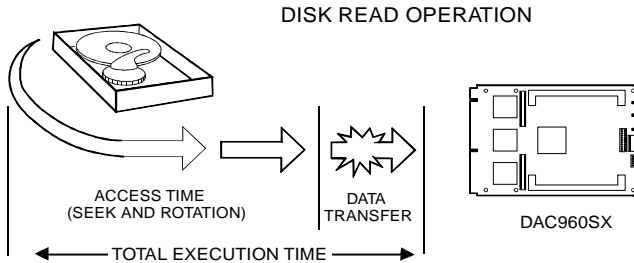 DISK READ OPERATION
ACCESS TIME
(SEEK AND ROTATION)
DATA
TRANSFER
DAC960SX
TOTAL EXECUTION TIME